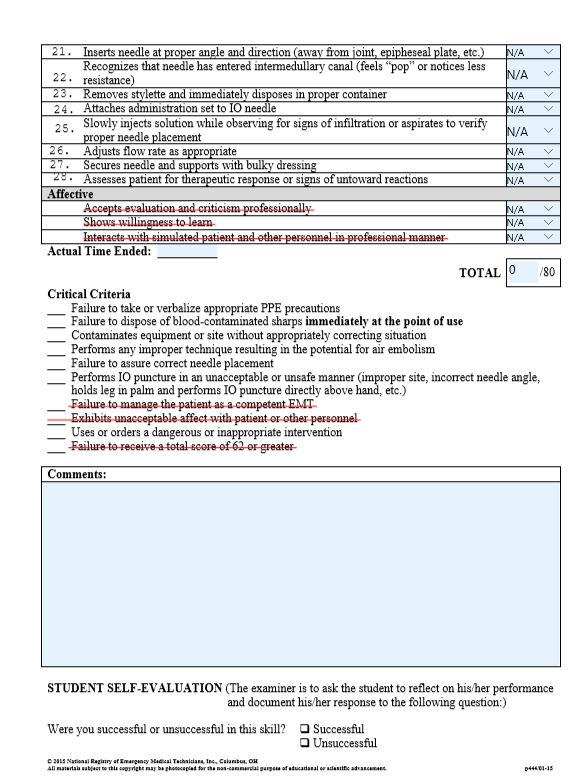 21. Inserts needle at proper angle and direction (away from joint, epipheseal plate, etc.) N/A
22. Recognizes that needle has entered intermedullary canal (feels “pop” or notices less
resistance) N/A
23. Removes stylette and immediately disposes in proper container N/A
24. Attaches administration set to IO needle N/A
25. Slowly injects solution while observing for signs of infiltration or aspirates to verify
proper needle placement N/A
26. Adjusts flow rate as appropriate N/A
27. Secures needle and supports with bulky dressing N/A
28. Assesses patient for therapeutic response or signs of untoward reactions N/A
Affective
Accepts evaluation and criticism professionally N/A
Shows willingness to learn N/A
Interacts with simulated patient and other personnel in professional manner N/A
Actual Time Ended:
TOTAL 0 /80
Critical Criteria
Failure to take or verbalize appropriate PPE precautions
Failure to dispose of blood-contaminated sharps immediately at the point of use
Contaminates equipment or site without appropriately correcting situation
Performs any improper technique resulting in the potential for air embolism
Failure to assure correct needle placement
Performs IO puncture in an unacceptable or unsafe manner (improper site, incorrect needle angle,
holds leg in palm and performs IO puncture directly above hand, etc.)
Failure to manage the patient as a competent EMT
Exhibits unacceptable affect with patient or other personnel
Uses or orders a dangerous or inappropriate intervention
Failure to receive a total score of 62 or greater
Comments:
STUDENT SELF-EVALUATION (The examiner is to ask the student to reflect on his/her performance
and document his/her response to the following question:)
Were you successful or unsuccessful in this skill? ❑ Successful
❑ Unsuccessful
© 2015 National Registry of Emergency Medical Technicians, Inc., Columbus, OH
All materials subject to this copyright may be photocopied for the non-commercial purpose of educational or scientific advancement. p444/01-15